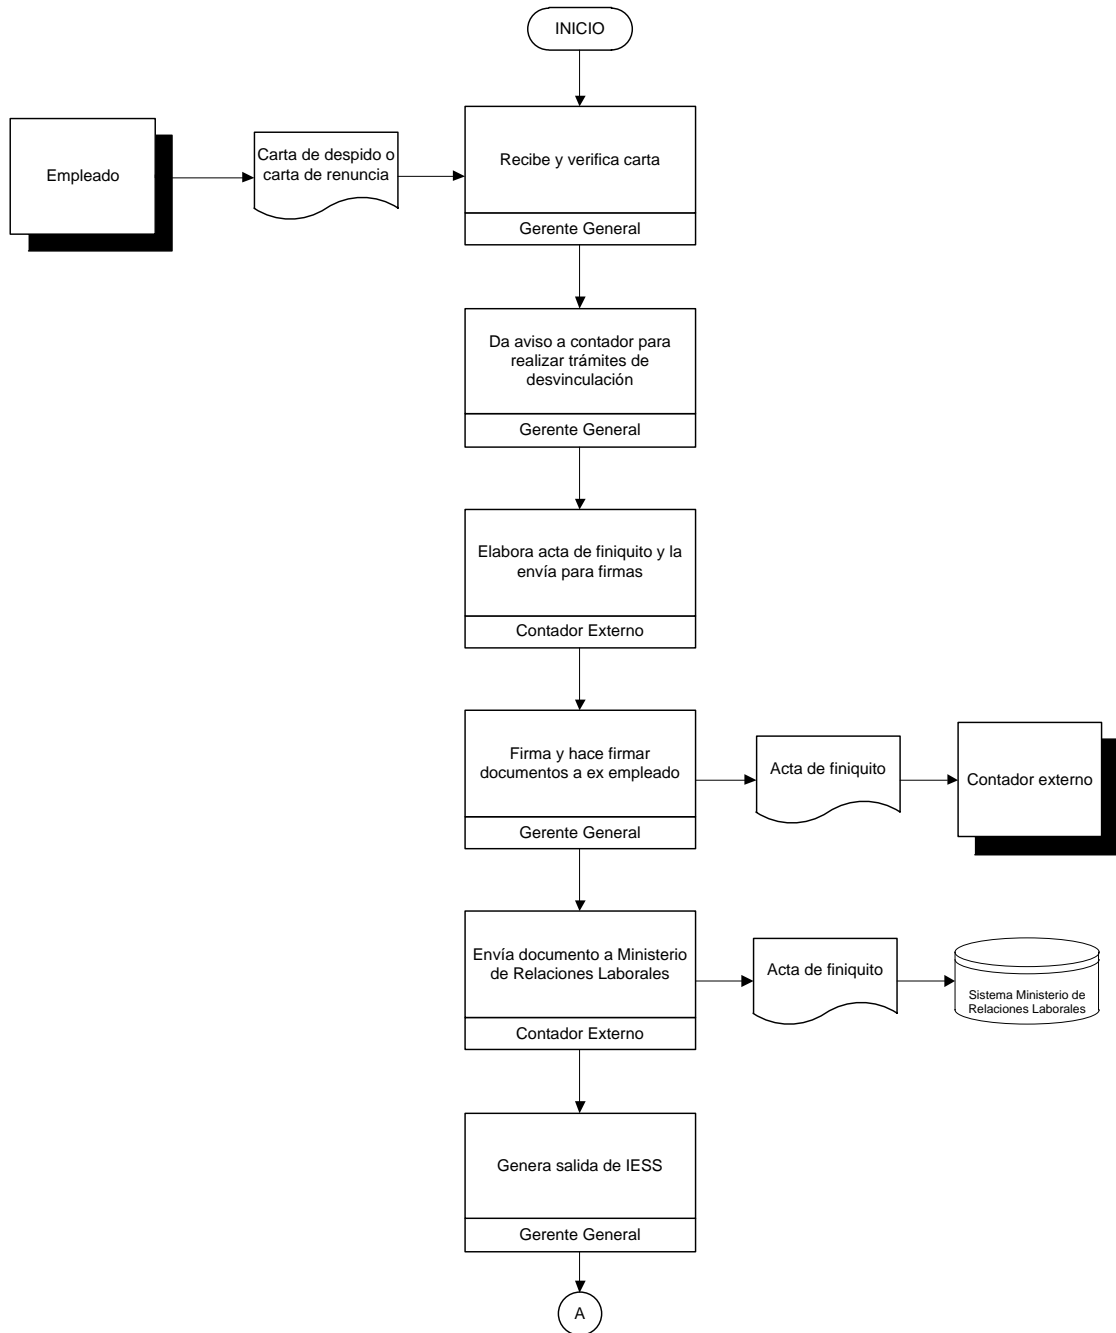 INICIO
Empleado
Carta de despido o
carta de renuncia
Recibe y verifica carta
Gerente General
Da aviso a contador para
realizar trámites de
desvinculación
Gerente General
Elabora acta de finiquito y la
envía para firmas
Contador Externo
Firma y hace firmar
documentos a ex empleado
Gerente General
Acta de finiquito
Contador externo
Envía documento a Ministerio
de Relaciones Laborales
Contador Externo
Acta de finiquito
Sistema Ministerio de
Relaciones Laborales
Genera salida de IESS
Gerente General
A